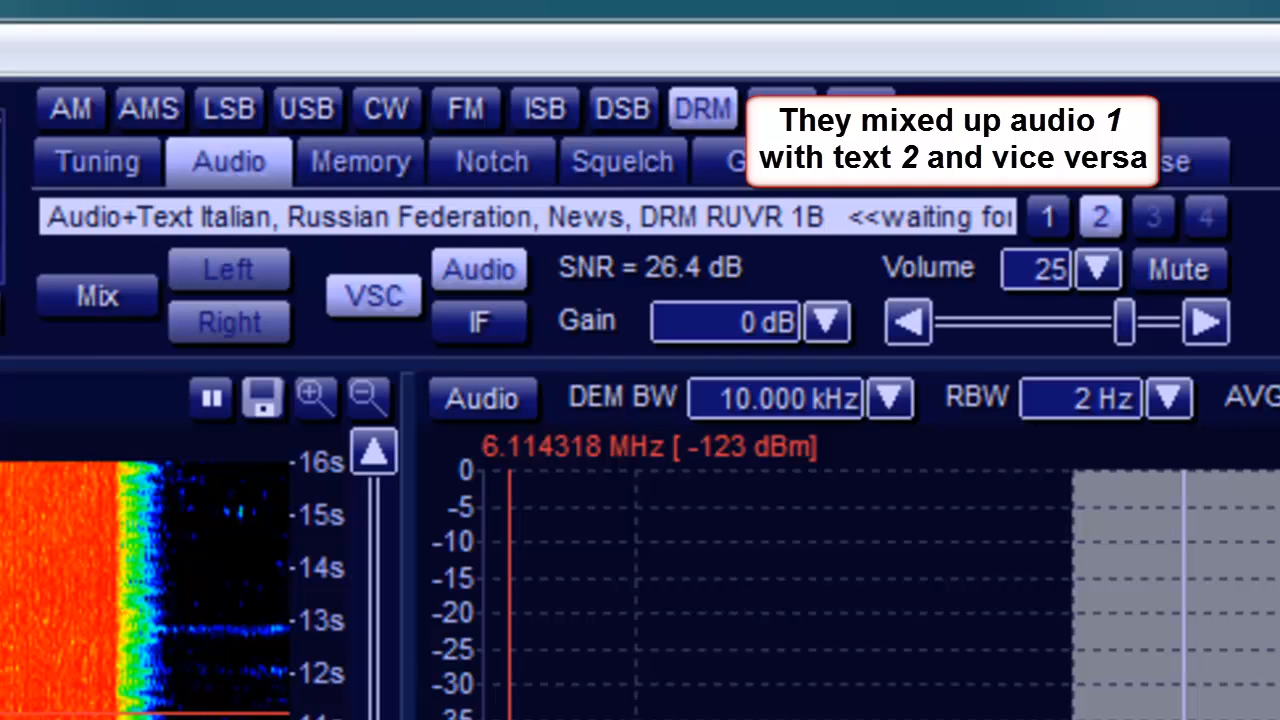 AM AMS LSB USB CW FM ISB DSB DRM
They mixed up audio 1
with text 2 and vice versa
Tuning Audio Memory Notch Squelch
Audio+Text Italian, Russian Federation, News, DRM RUVR 1B <<waiting for 1 2 3 4
Left Audio SNR = 26.4 dB Volume 25 Mute
Mix VSC
Right IF Gain 0 dB
Audio DEM BW 10.000 kHz RBW 2 Hz AVG
6.114318 MHz [ -123 dBm]
-16s
-15s
-14s
-13s
-12s
0
-5
-10
-15
-20
-25
-30
-35